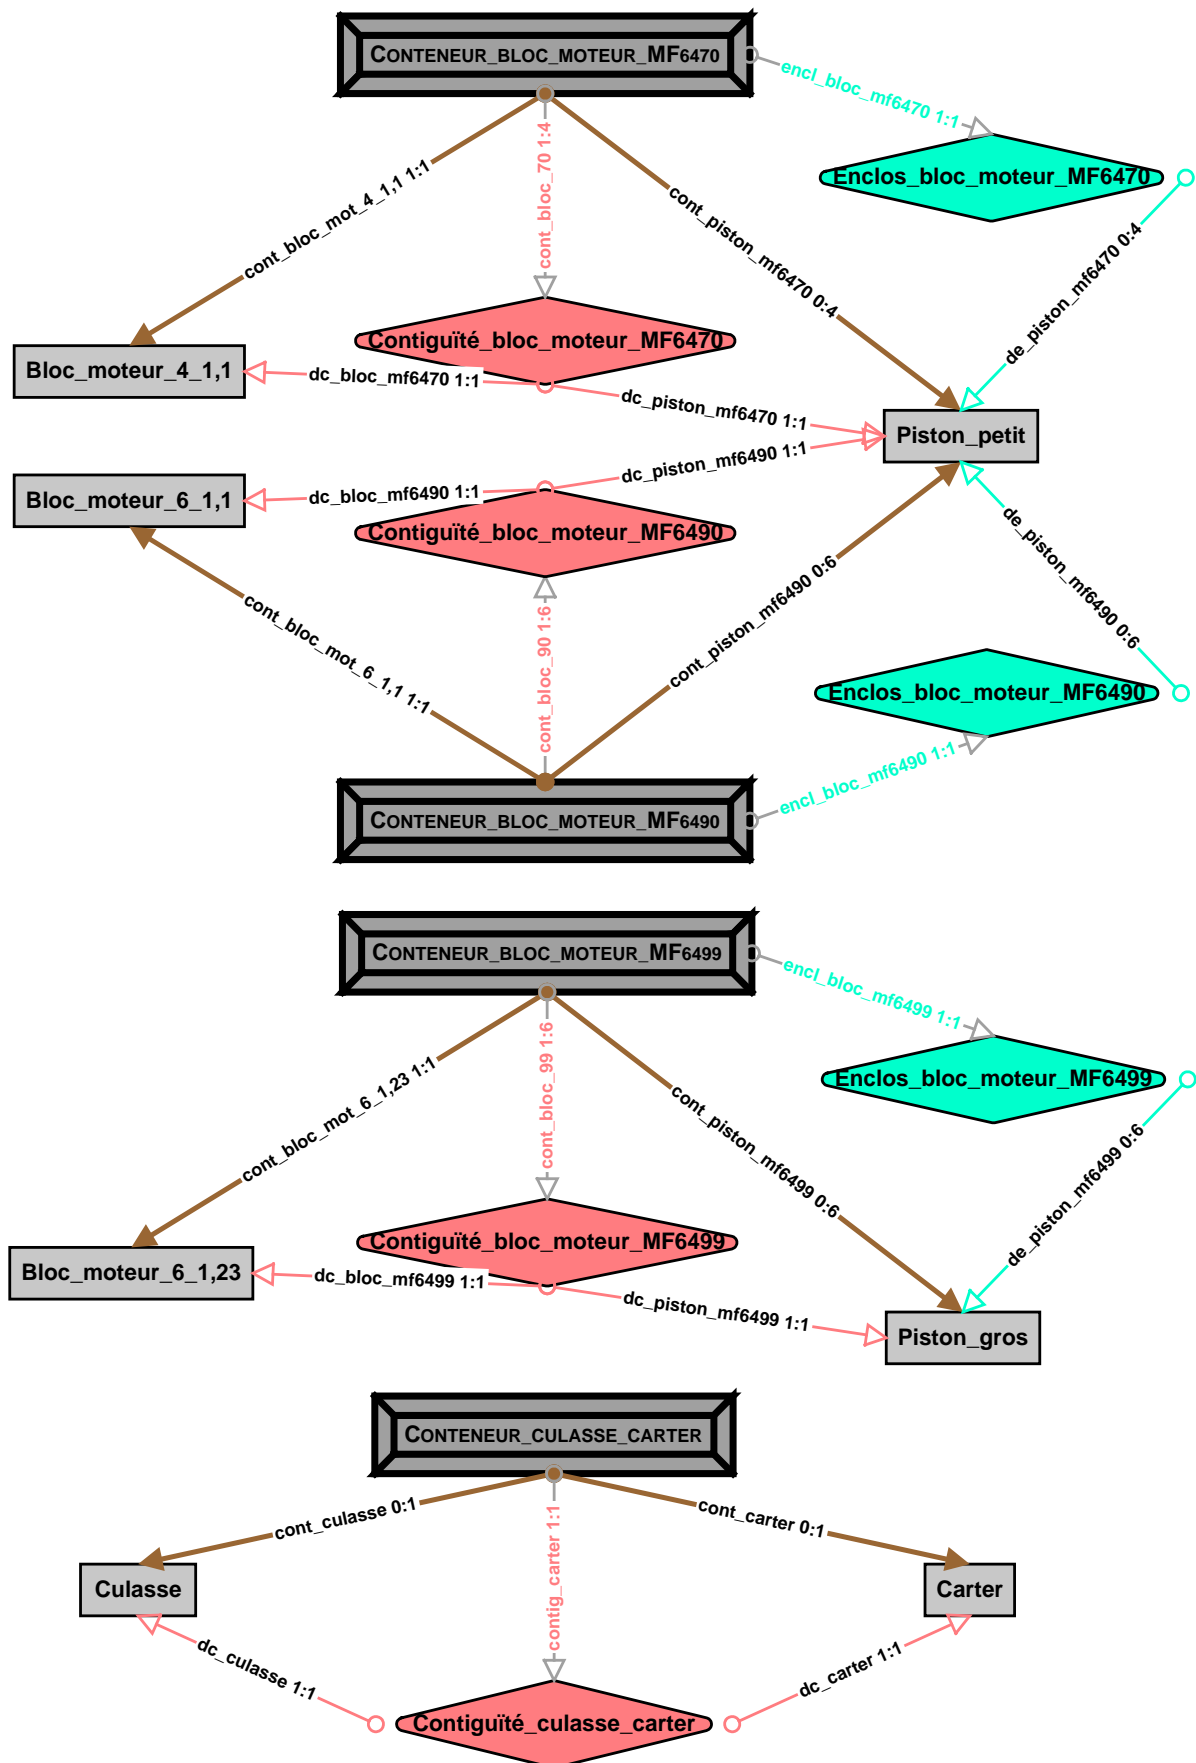 CONTENEUR_BLOC_MOTEUR_MF6470
encl_bloc_mf6470 1:1
cont_bloc_mot_4_1,1 1:1
cont_bloc_70 1:4
cont_piston_mf6470 0:4
Enclos_bloc_moteur_MF6470
de_piston_mf6470 0:4
Contiguïté_bloc_moteur_MF6470
Bloc_moteur_4_1,1
dc_bloc_mf6470 1:1
dc_piston_mf6470 1:1
Piston_petit
dc_piston_mf6490 1:1
dc_bloc_mf6490 1:1
Bloc_moteur_6_1,1
Contiguïté_bloc_moteur_MF6490
de_piston_mf6490 0:6
cont_bloc_mot_6_1,1 1:1
cont_bloc_90 1:6
cont_piston_mf6490 0:6
Enclos_bloc_moteur_MF6490
encl_bloc_mf6490 1:1
CONTENEUR_BLOC_MOTEUR_MF6490
CONTENEUR_BLOC_MOTEUR_MF6499
encl_bloc_mf6499 1:1
cont_bloc_mot_6_1,23 1:1
cont_bloc_99 1:6
cont_piston_mf6499 0:6
Enclos_bloc_moteur_MF6499
de_piston_mf6499 0:6
Contiguïté_bloc_moteur_MF6499
Bloc_moteur_6_1,23
dc_bloc_mf6499 1:1
dc_piston_mf6499 1:1
Piston_gros
CONTENEUR_CULASSE_CARTER
cont_culasse 0:1
contig_carter 1:1
cont_carter 0:1
Culasse
Carter
dc_culasse 1:1
dc_carter 1:1
Contiguïté_culasse_carter